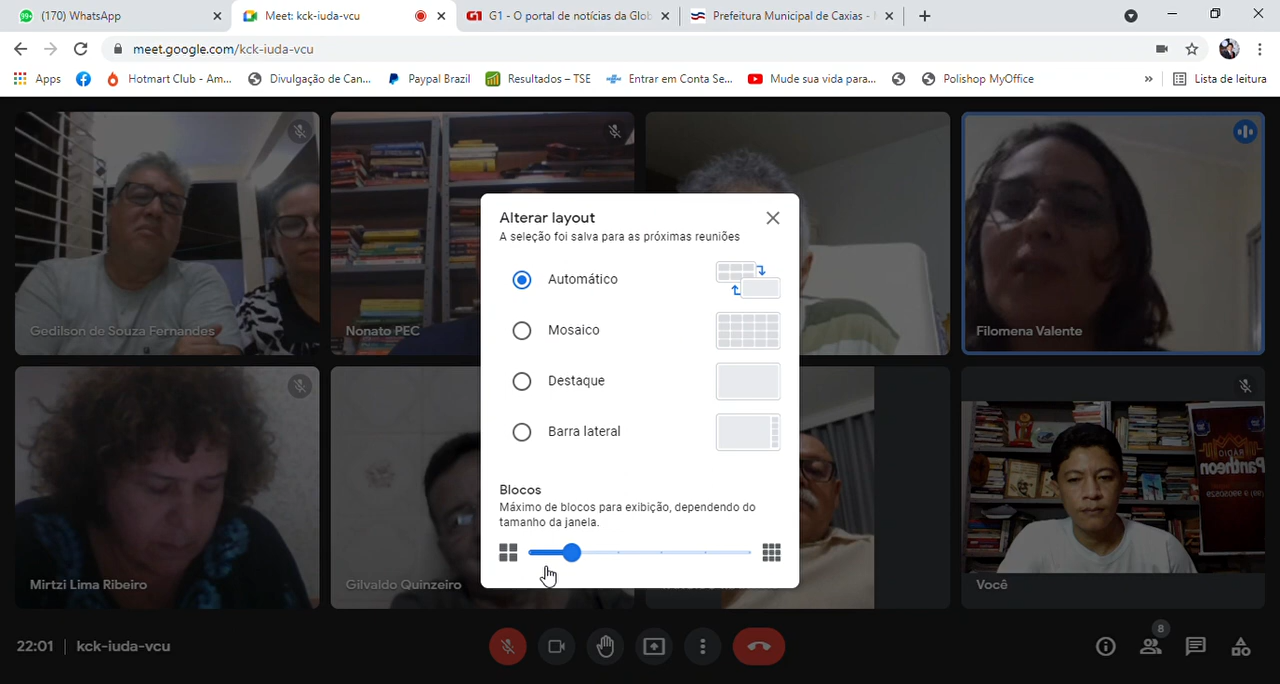 (170) WhatsApp
Meet: kck-iuda-vcu
G1 - O portal de notícias da Glob
Prefeitura Municipal de Caxias -
meet.google.com/kck-iuda-vcu
Apps
Hotmart Club - Am...
Divulgação de Can...
Paypal Brazil
Resultados – TSE
Entrar em Conta Se...
Mude sua vida para...
Polishop MyOffice
»
Lista de leitura
Alterar layout
A seleção foi salva para as próximas reuniões
Automático
Mosaico
Destaque
Barra lateral
Blocos
Máximo de blocos para exibição, dependendo do
tamanho da janela.
Gedilson de Souza Fernandes
Nonato PEC
Filomena Valente
RÁDIO
Pantheon
Mirtzi Lima Ribeiro
Gilvaldo Quinzeiro
Você
22:01
kck-iuda-vcu
8